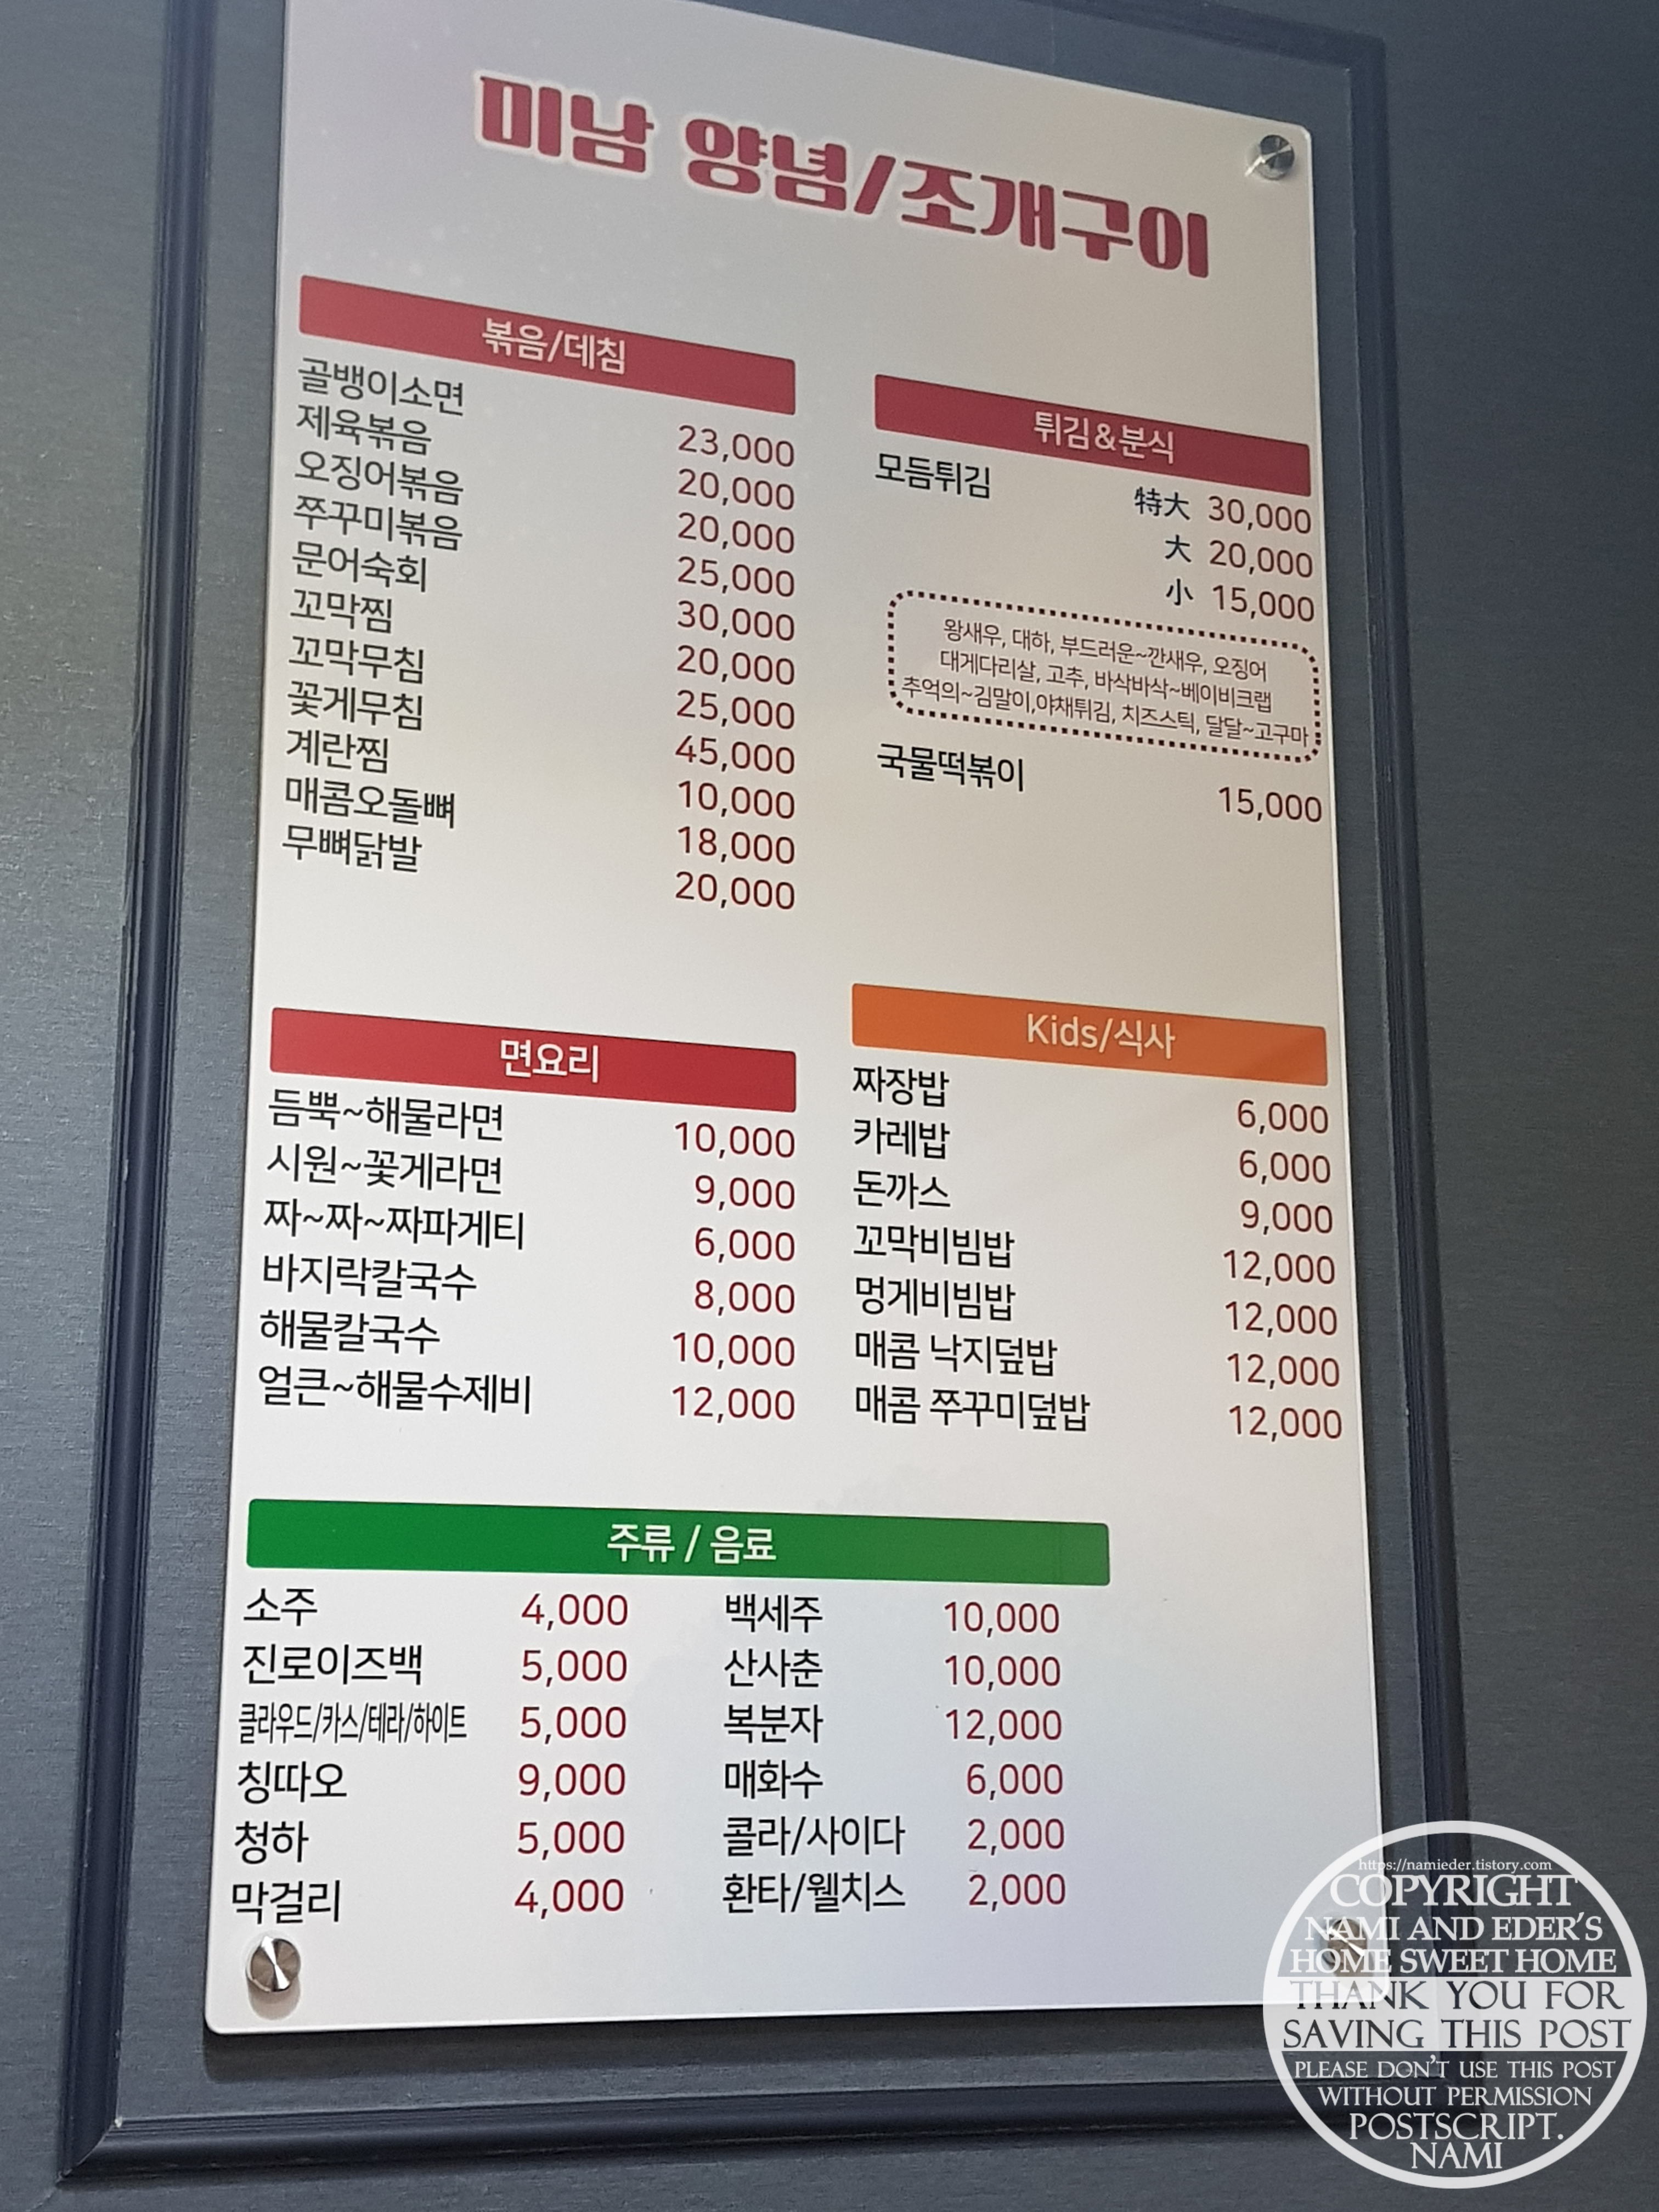 미남 양념/조개구이
볶음/데침
골뱅이소면 23,000
제육볶음 20,000
오징어볶음 20,000
쭈꾸미볶음 25,000
문어숙회 30,000
꼬막찜 20,000
꼬막무침 25,000
꽃게무침 45,000
계란찜 10,000
매콤오돌뼈 18,000
무뼈닭발 20,000
튀김&분식
모듬튀김 特大 30,000
大 20,000
小 15,000
왕새우, 대하, 부드러운~깐새우, 오징어
대게다리살, 고추, 바삭바삭~베이비크랩
추억의~김말이,야채튀김, 치즈스틱, 달달~고구마
국물떡볶이 15,000
면요리
듬뿍~해물라면 10,000
시원~꽃게라면 9,000
짜~짜~짜파게티 6,000
바지락칼국수 8,000
해물칼국수 10,000
얼큰~해물수제비 12,000
Kids/식사
짜장밥 6,000
카레밥 6,000
돈까스 9,000
꼬막비빔밥 12,000
멍게비빔밥 12,000
매콤 낙지덮밥 12,000
매콤 쭈꾸미덮밥 12,000
주류 / 음료
소주 4,000
진로이즈백 5,000
클라우드/카스/테라/하이트 5,000
칭따오 9,000
청하 5,000
막걸리 4,000
백세주 10,000
산사춘 10,000
복분자 12,000
매화수 6,000
콜라/사이다 2,000
환타/웰치스 2,000
https://namieder.tistory.com
COPYRIGHT
NAMI AND EDER'S
HOME SWEET HOME
THANK YOU FOR
SAVING THIS POST
PLEASE DON'T USE THIS POST
WITHOUT PERMISSION
POSTSCRIPT.
NAMI